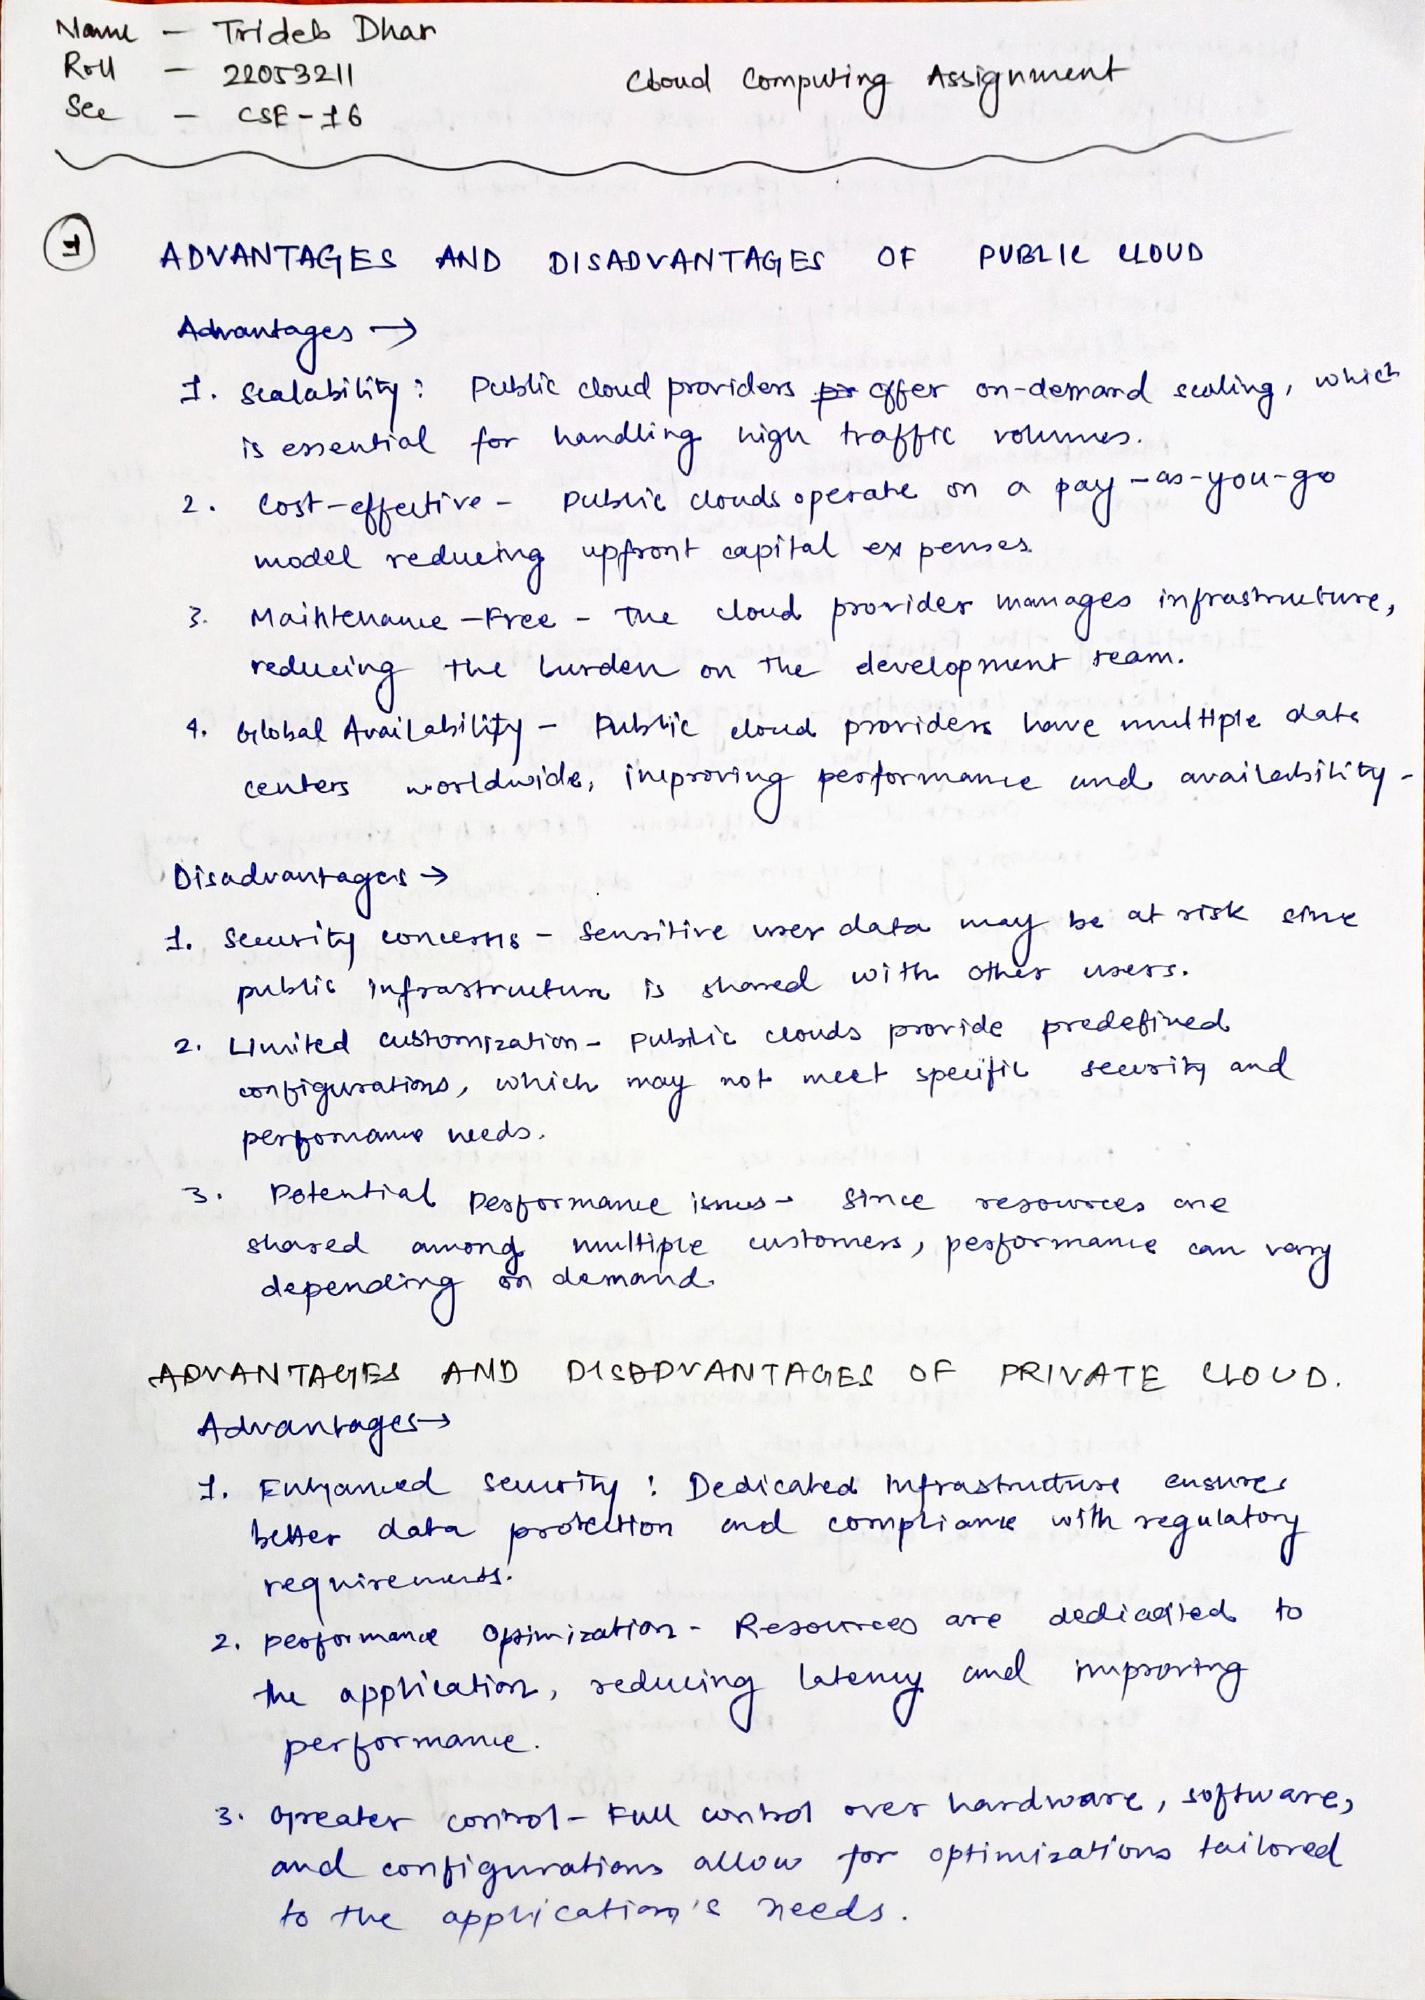 Name - Trideb Dhar
Roll - 22053211
Sec - CSE-16
Cloud Computing Assignment
1
ADVANTAGES AND DISADVANTAGES OF PUBLIC CLOUD
Advantages →
1. Scalability: Public cloud providers offer on-demand scaling, which
is essential for handling high traffic volumes.
2. Cost-effective - Public clouds operate on a pay-as-you-go
model reducing upfront capital expenses.
3. Maintenance-Free - The cloud provider manages infrastructure,
reducing the burden on the development team.
4. Global Availability - Public cloud providers have multiple data
centers worldwide, improving performance and availability.
Disadvantages →
1. Security concerns - Sensitive user data may be at risk since
public infrastructure is shared with other users.
2. Limited customization - Public clouds provide predefined
configurations, which may not meet specific security and
performance needs.
3. Potential Performance issues - Since resources are
shared among multiple customers, performance can vary
depending on demand.
ADVANTAGES AND DISADVANTAGES OF PRIVATE CLOUD.
Advantages →
1. Enhanced Security: Dedicated Infrastructure ensures
better data protection and compliance with regulatory
requirements.
2. Performance Optimization - Resources are dedicated to
the application, reducing latency and improving
performance.
3. Greater control - Full control over hardware, software,
and configurations allow for optimizations tailored
to the application's needs.